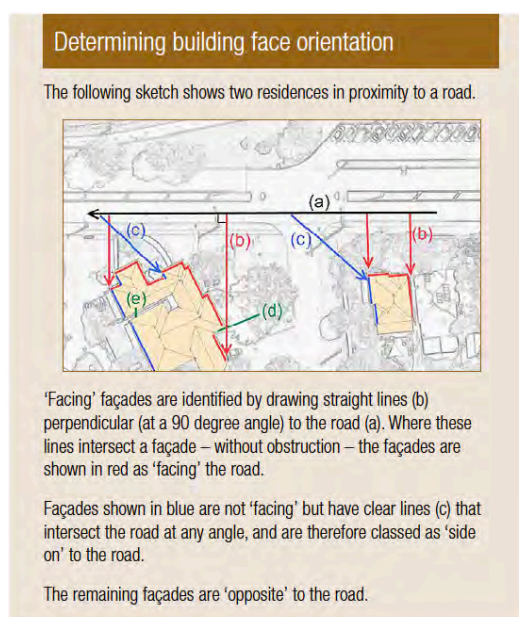 Determining building face orientation
The following sketch shows two residences in proximity to a road.
(a)
(c)
(b)
(c)
(b)
(e)
(d)
‘Facing’ façades are identified by drawing straight lines (b)
perpendicular (at a 90 degree angle) to the road (a). Where these
lines intersect a façade – without obstruction – the façades are
shown in red as ‘facing’ the road.
Façades shown in blue are not ‘facing’ but have clear lines (c) that
intersect the road at any angle, and are therefore classed as ‘side
on’ to the road.
The remaining façades are ‘opposite’ to the road.